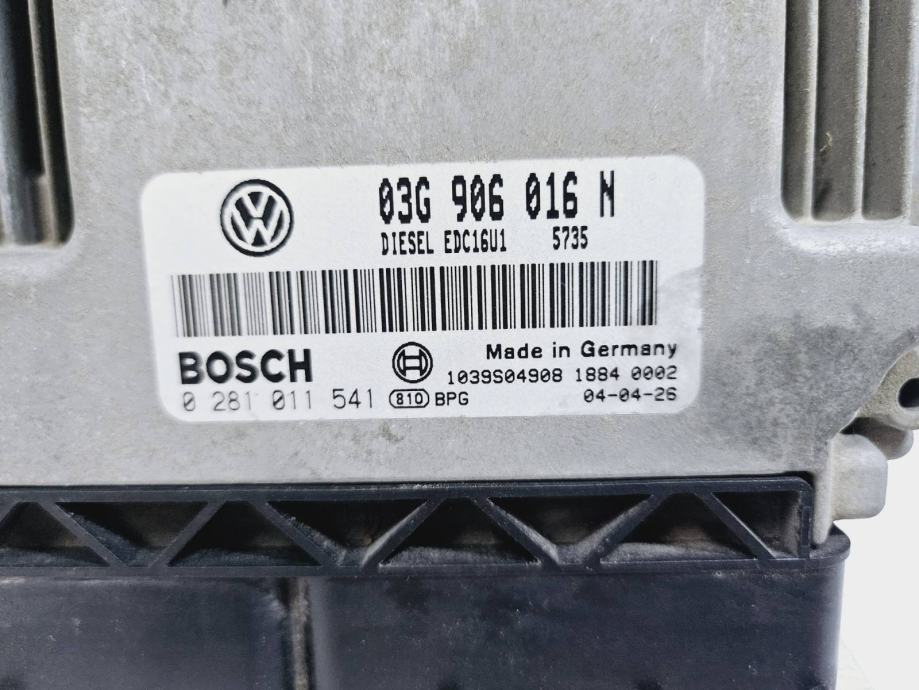 03G 906 016 N
DIESEL EDC16U1 5735
BOSCH
Made in Germany
1039S04908 1884 0002
0 281 011 541 810 BPG 04-04-26